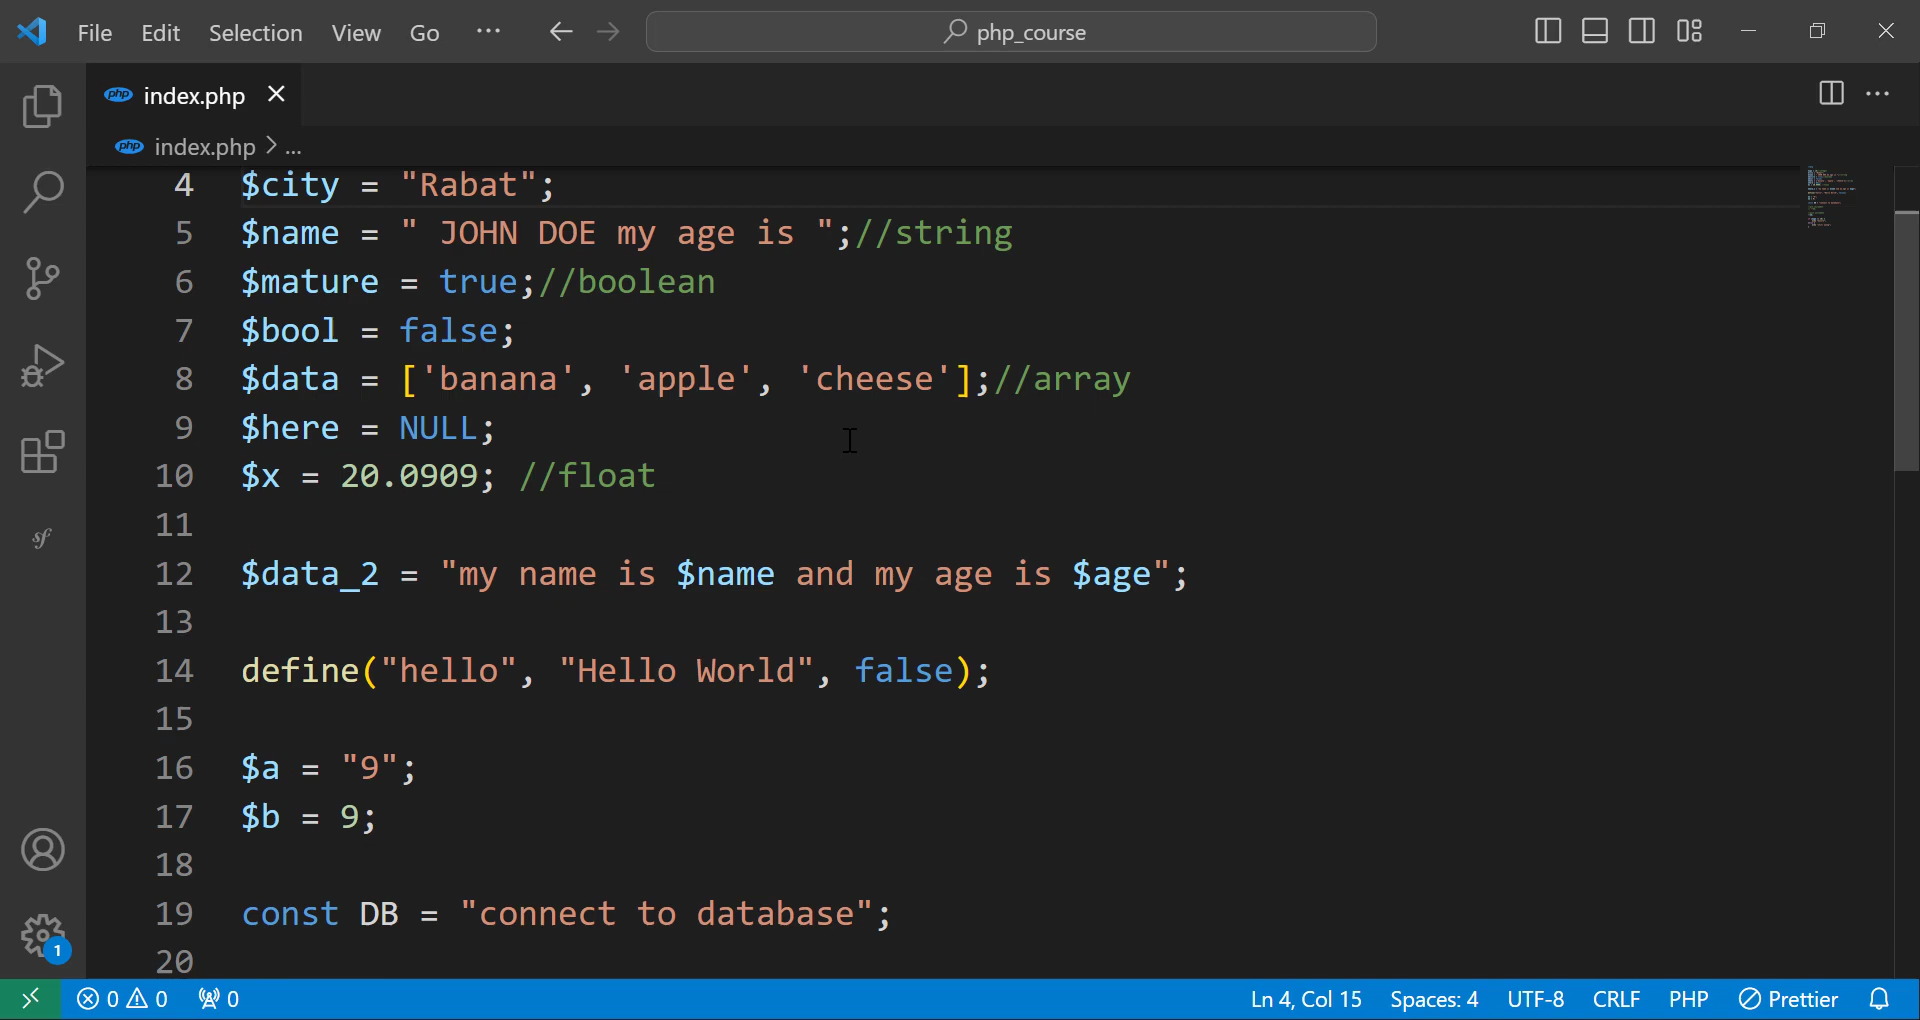 File Edit Selection View Go ··· php_course
php index.php
php index.php > ...
4 $city = "Rabat";
5 $name = " JOHN DOE my age is ";//string
6 $mature = true;//boolean
7 $bool = false;
8 $data = ['banana', 'apple', 'cheese'];//array
9 $here = NULL;
10 $x = 20.0909; //float
11
12 $data_2 = "my name is $name and my age is $age";
13
14 define("hello", "Hello World", false);
15
16 $a = "9";
17 $b = 9;
18
19 const DB = "connect to database";
20
sf
1
0 0 0 Ln 4, Col 15 Spaces: 4 UTF-8 CRLF PHP Prettier